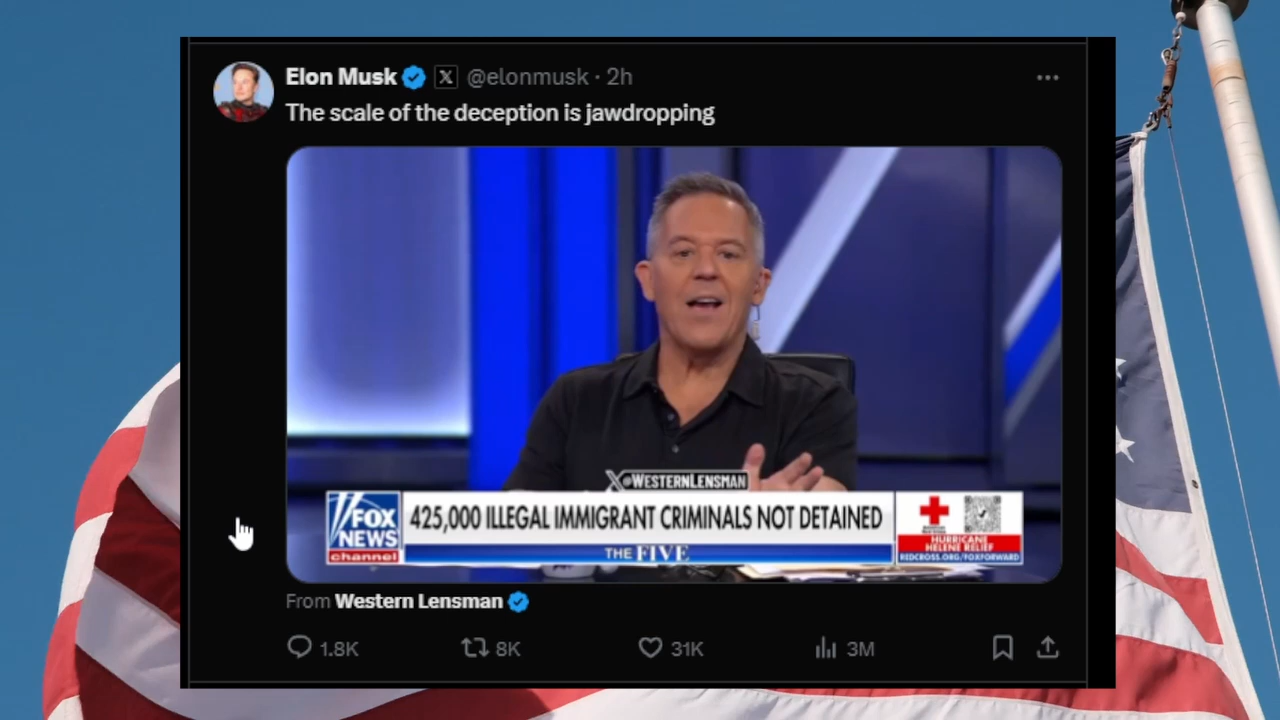 Elon Musk X @elonmusk · 2h
The scale of the deception is jawdropping
X@WESTERNLENSMAN
FOX
NEWS
channel
425,000 ILLEGAL IMMIGRANT CRIMINALS NOT DETAINED
THE FIVE
HURRICANE
HELENE RELIEF
REDCROSS.ORG/FOXFORWARD
From Western Lensman
1.8K 8K 31K 3M